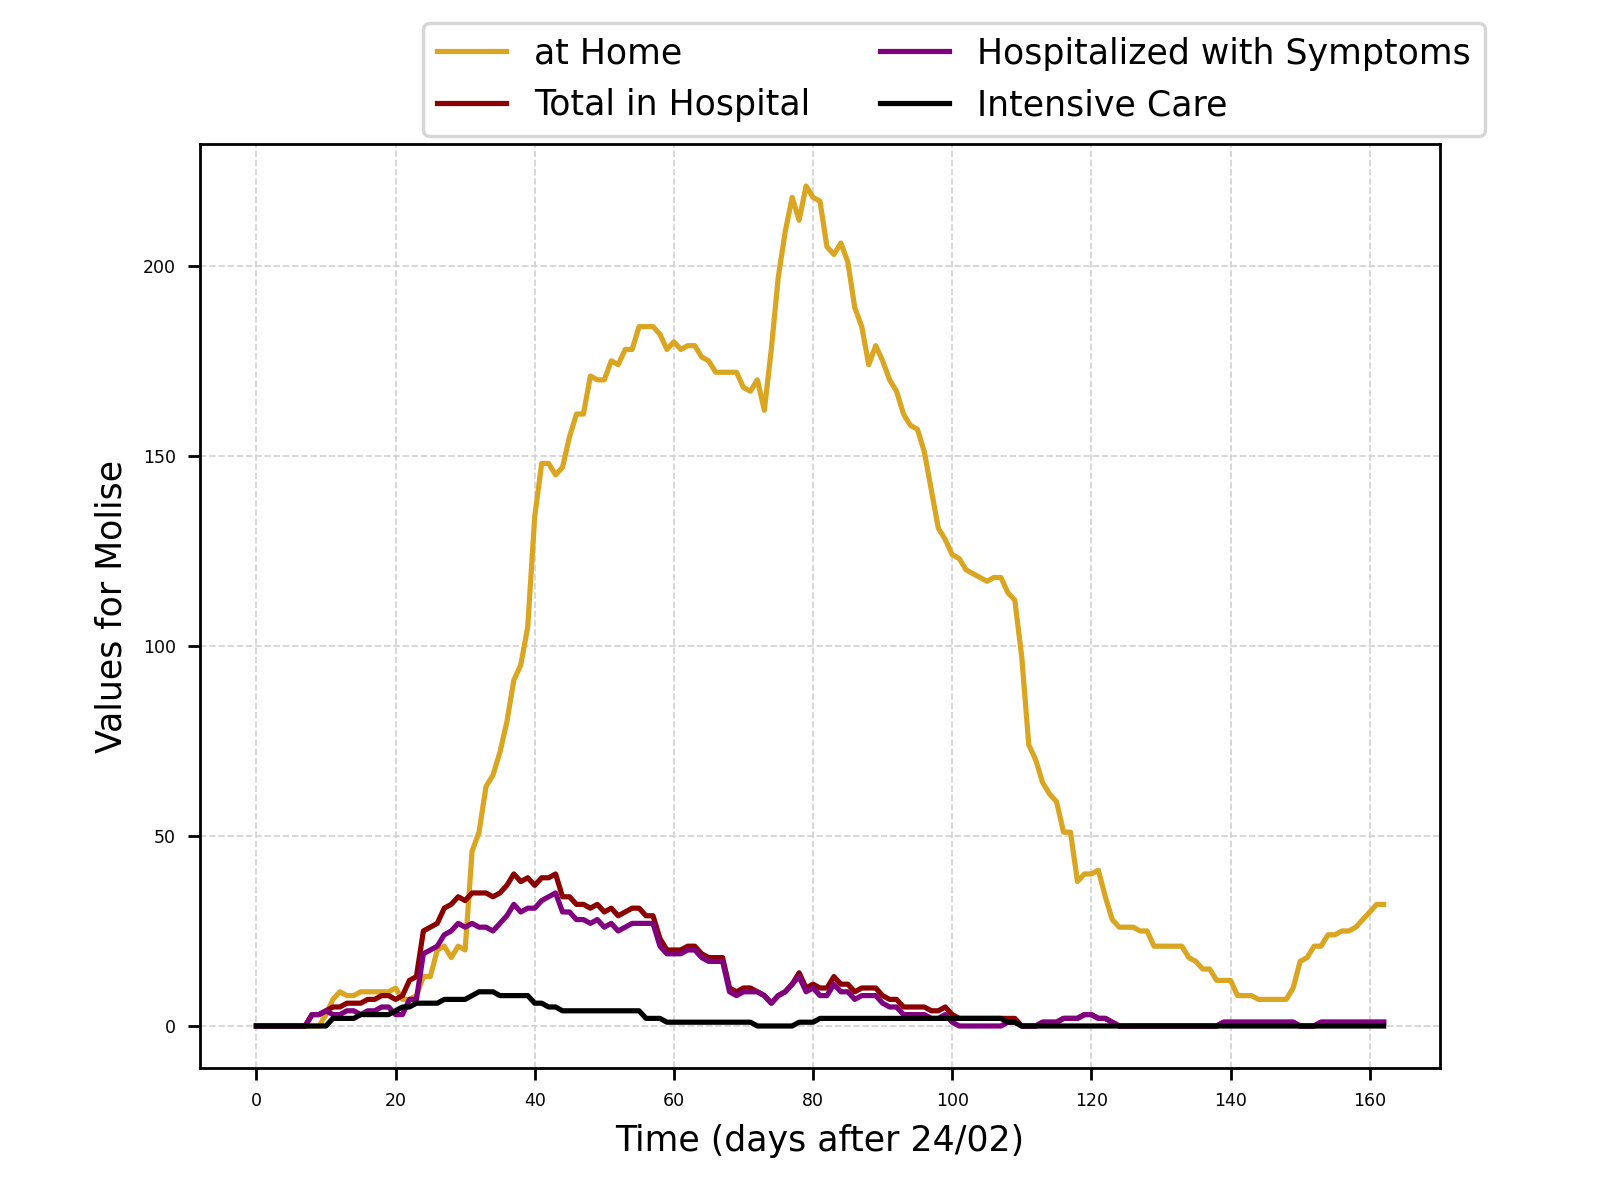 at Home
Total in Hospital
Hospitalized with Symptoms
Intensive Care
Values for Molise
200
150
100
50
0
0 20 40 60 80 100 120 140 160
Time (days after 24/02)